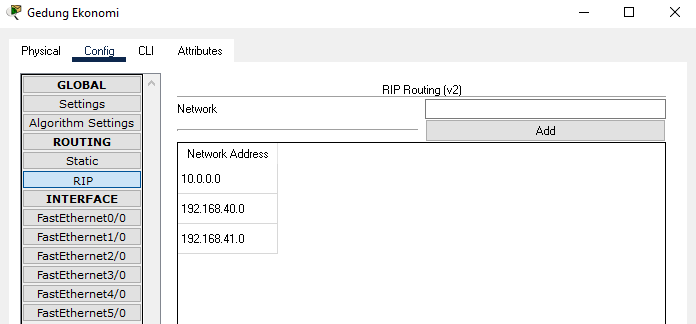 Gedung Ekonomi
Physical Config CLI Attributes
GLOBAL
Settings
Algorithm Settings
ROUTING
Static
RIP
INTERFACE
FastEthernet0/0
FastEthernet1/0
FastEthernet2/0
FastEthernet3/0
FastEthernet4/0
FastEthernet5/0
RIP Routing (v2)
Network
Add
Network Address
10.0.0.0
192.168.40.0
192.168.41.0